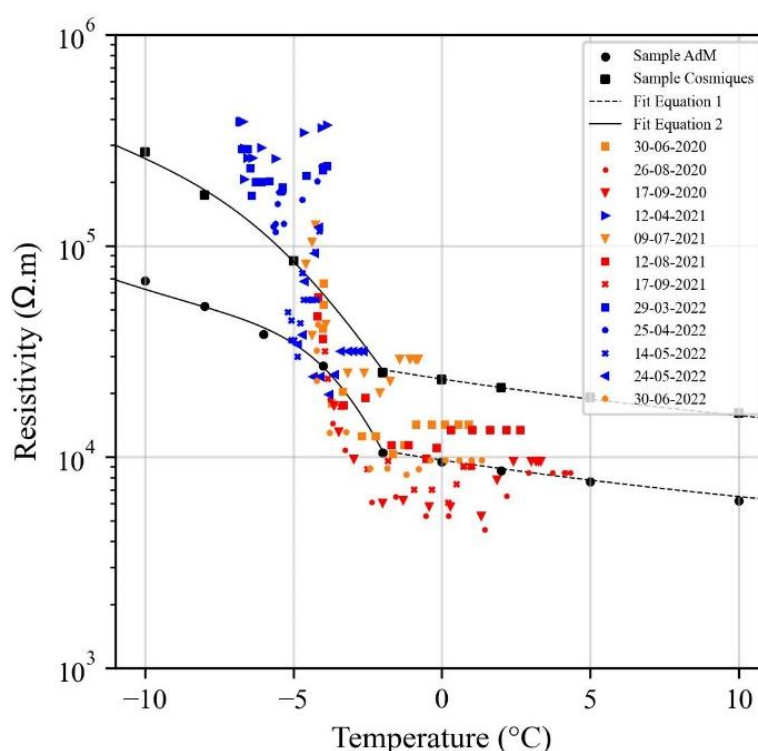 10^6
10^5
10^4
10^3
Resistivity (Ω.m)
Sample AdM
Sample Cosmiques
Fit Equation 1
Fit Equation 2
30-06-2020
26-08-2020
17-09-2020
12-04-2021
09-07-2021
12-08-2021
17-09-2021
29-03-2022
25-04-2022
14-05-2022
24-05-2022
30-06-2022
−10 −5 0 5 10
Temperature (°C)